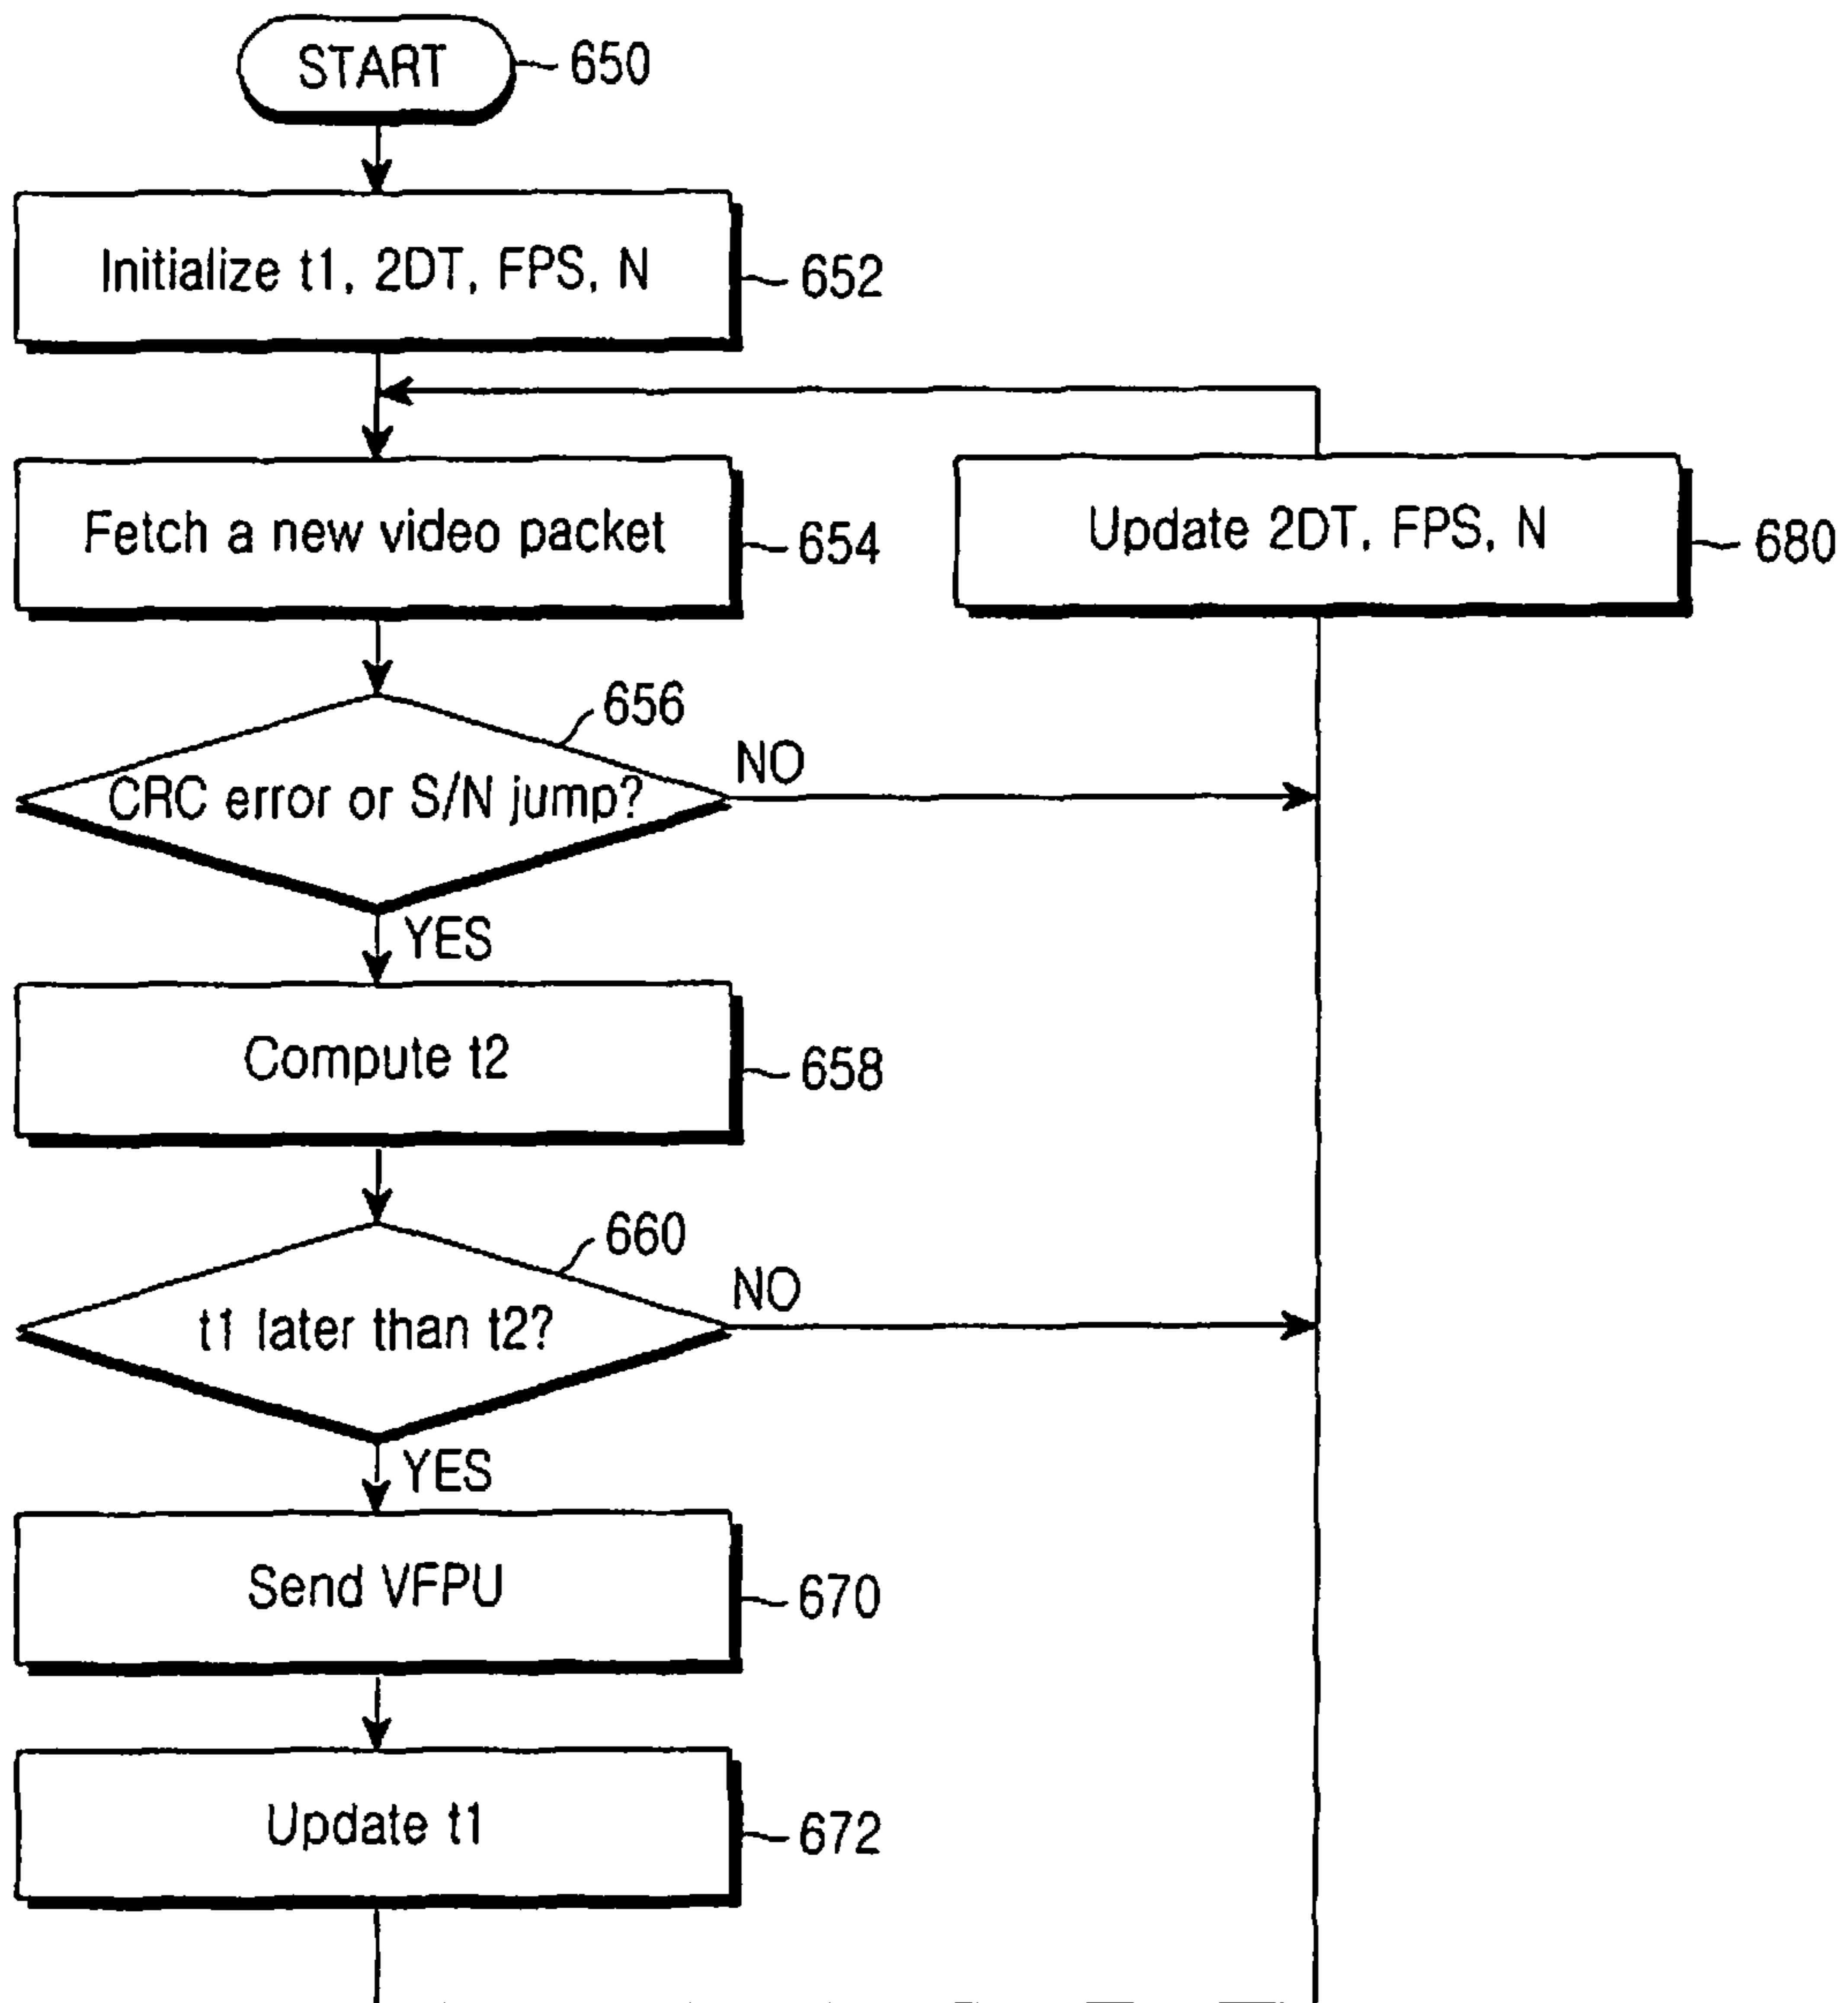 START
650
Initialize t1, 2DT, FPS, N
652
Fetch a new video packet
654
Update 2DT, FPS, N
680
656
CRC error or S/N jump?
NO
YES
Compute t2
658
660
t1 later than t2?
NO
YES
Send VFPU
670
Update t1
672